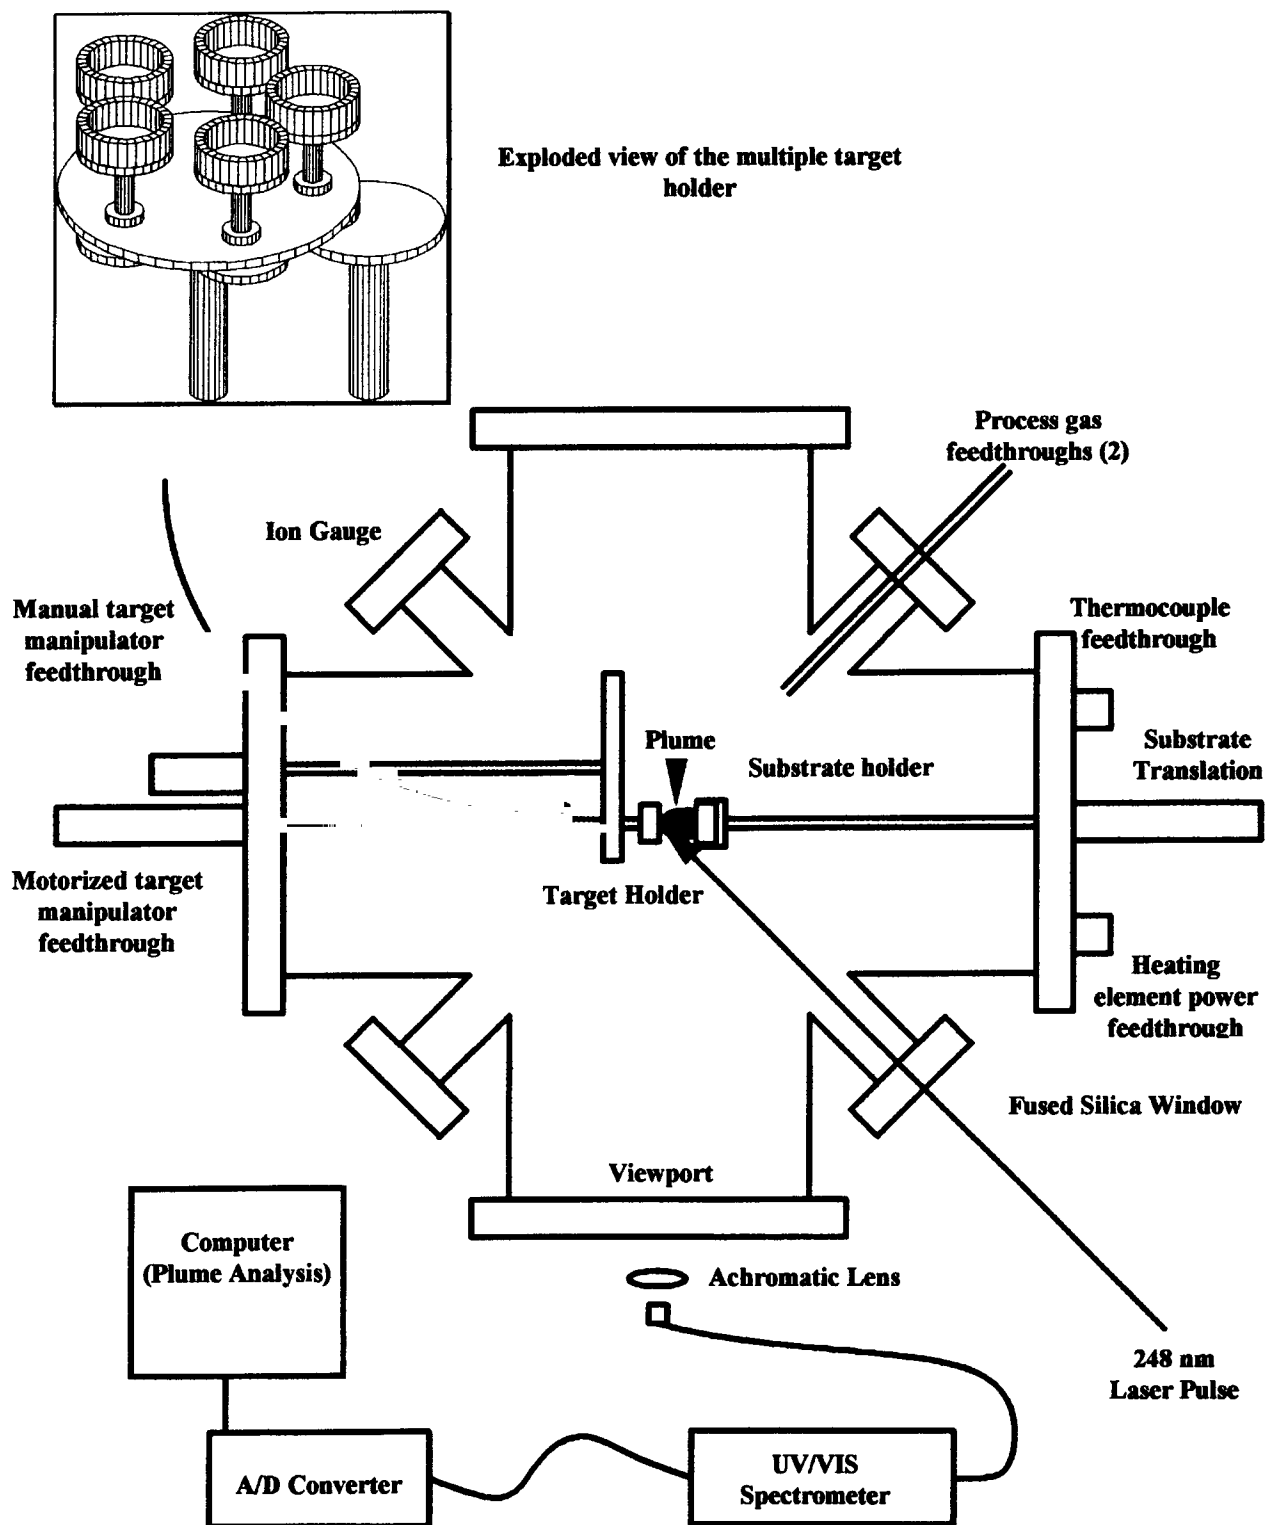 Exploded view of the multiple target
holder
Process gas
feedthroughs (2)
Ion Gauge
Manual target
manipulator
feedthrough
Thermocouple
feedthrough
Plume
Substrate holder
Substrate
Translation
Motorized target
manipulator
feedthrough
Target Holder
Heating
element power
feedthrough
Fused Silica Window
Viewport
Computer
(Plume Analysis)
Achromatic Lens
248 nm
Laser Pulse
A/D Converter
UV/VIS
Spectrometer